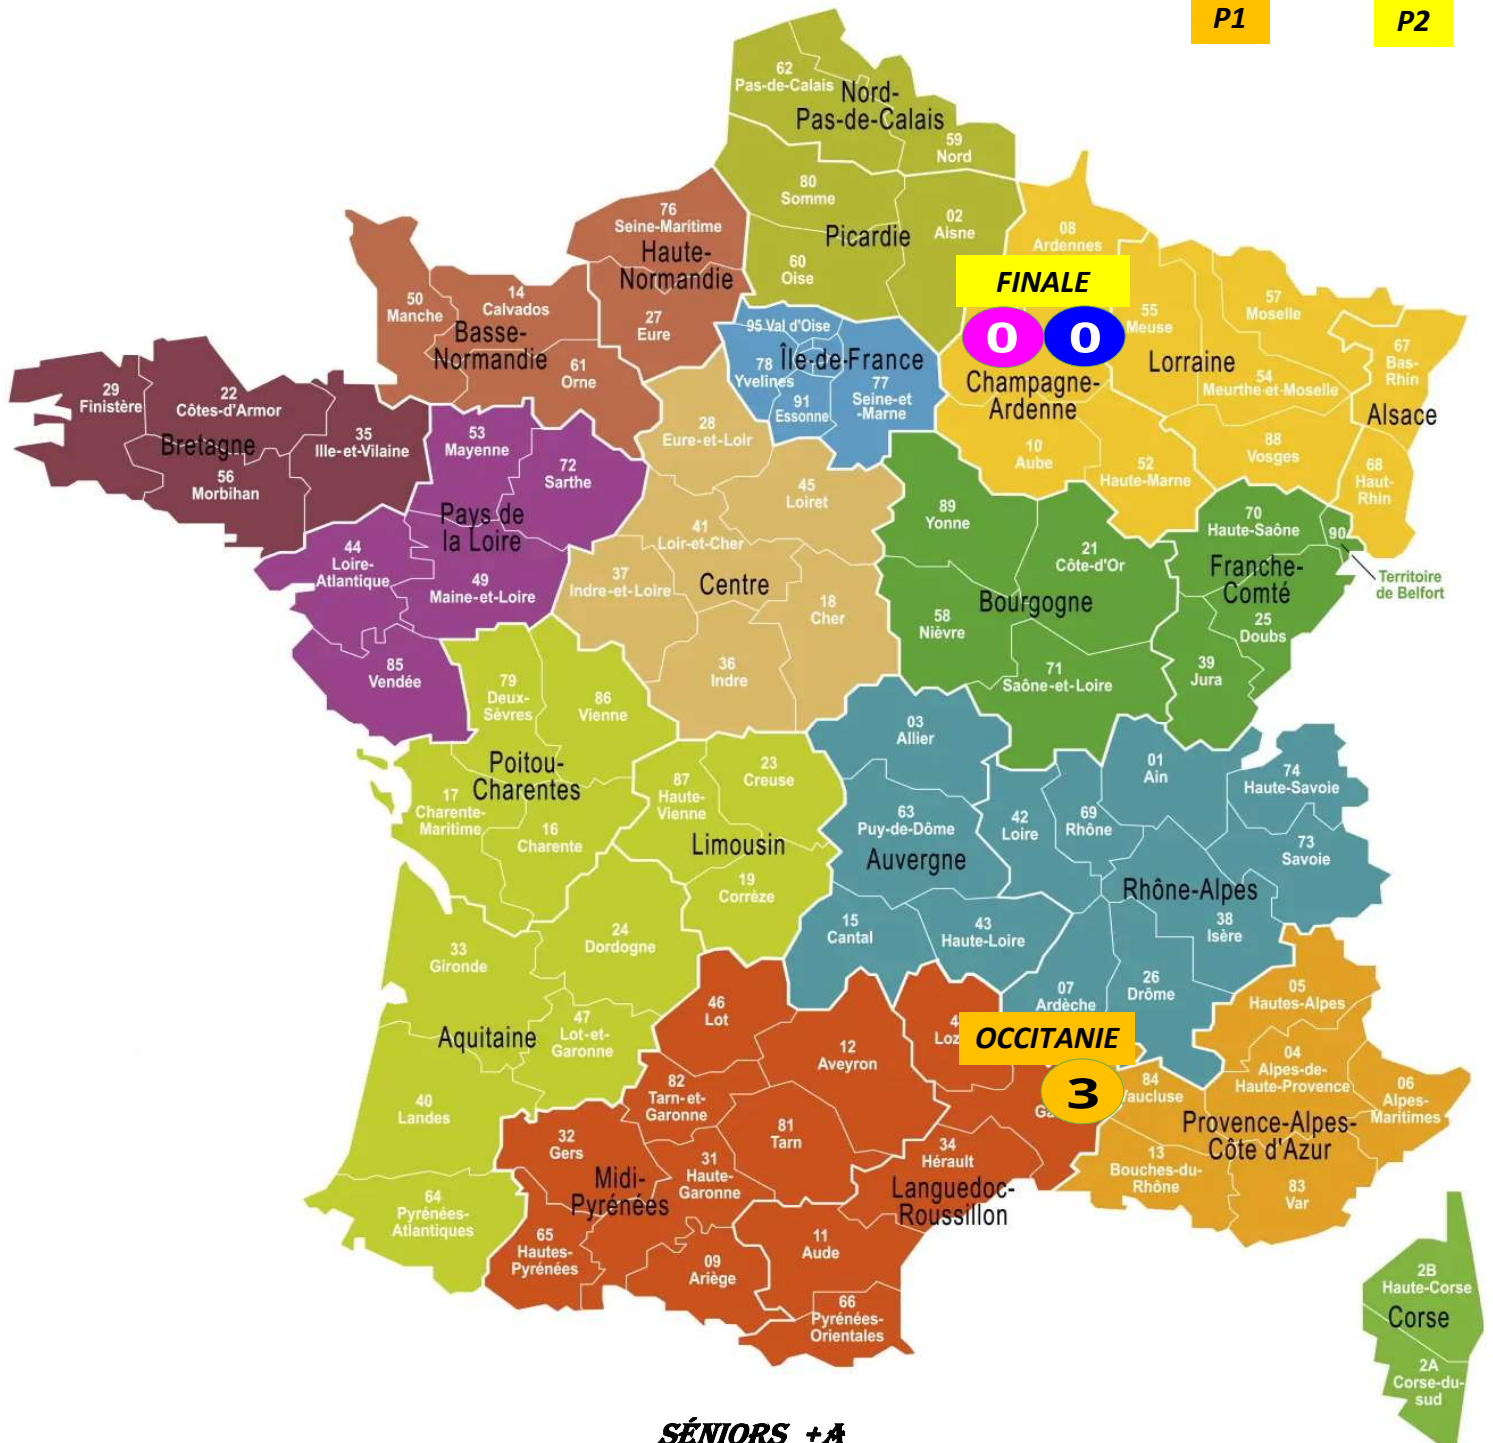 P1
P2
62
Pas-de-Calais
Nord-
Pas-de-Calais
59
Nord
80
Somme
02
Aisne
Picardie
60
Oise
76
Seine-Maritime
Haute-
Normandie
27
Eure
50
Manche
14
Calvados
Basse-
Normandie
61
Orne
08
Ardennes
FINALE
0
0
Champagne-
Ardenne
55
Meuse
57
Moselle
Lorraine
54
Meurthe-et-Moselle
67
Bas-
Rhin
Alsace
88
Vosges
68
Haut-
Rhin
10
Aube
52
Haute-Marne
95 Val d'Oise
Île-de-France
78
Yvelines
91
Essonne
77
Seine-et
-Marne
29
Finistère
22
Côtes-d'Armor
Bretagne
35
Ille-et-Vilaine
56
Morbihan
53
Mayenne
72
Sarthe
Pays de
la Loire
44
Loire-
Atlantique
49
Maine-et-Loire
85
Vendée
28
Eure-et-Loir
45
Loiret
41
Loir-et-Cher
37
Indre-et-Loire
Centre
18
Cher
36
Indre
89
Yonne
21
Côte-d'Or
Bourgogne
58
Nièvre
71
Saône-et-Loire
70
Haute-Saône
90
Territoire
de Belfort
Franche-
Comté
25
Doubs
39
Jura
79
Deux-
Sèvres
86
Vienne
Poitou-
Charentes
17
Charente-
Maritime
16
Charente
87
Haute-
Vienne
23
Creuse
Limousin
19
Corrèze
03
Allier
63
Puy-de-Dôme
Auvergne
15
Cantal
43
Haute-Loire
42
Loire
69
Rhône
01
Ain
74
Haute-Savoie
73
Savoie
Rhône-Alpes
38
Isère
07
Ardèche
26
Drôme
33
Gironde
24
Dordogne
47
Lot-et-
Garonne
Aquitaine
40
Landes
64
Pyrénées-
Atlantiques
46
Lot
12
Aveyron
82
Tarn-et-
Garonne
81
Tarn
32
Gers
31
Haute-
Garonne
Midi-
Pyrénées
65
Hautes-
Pyrénées
09
Ariège
OCCITANIE
3
34
Hérault
Languedoc-
Roussillon
11
Aude
66
Pyrénées-
Orientales
05
Hautes-Alpes
04
Alpes-de-
Haute-Provence
06
Alpes-
Maritimes
84
Vaucluse
Provence-Alpes-
Côte d'Azur
13
Bouches-du-
Rhône
83
Var
2B
Haute-Corse
Corse
2A
Corse-du-
sud
SÉNIORS +A